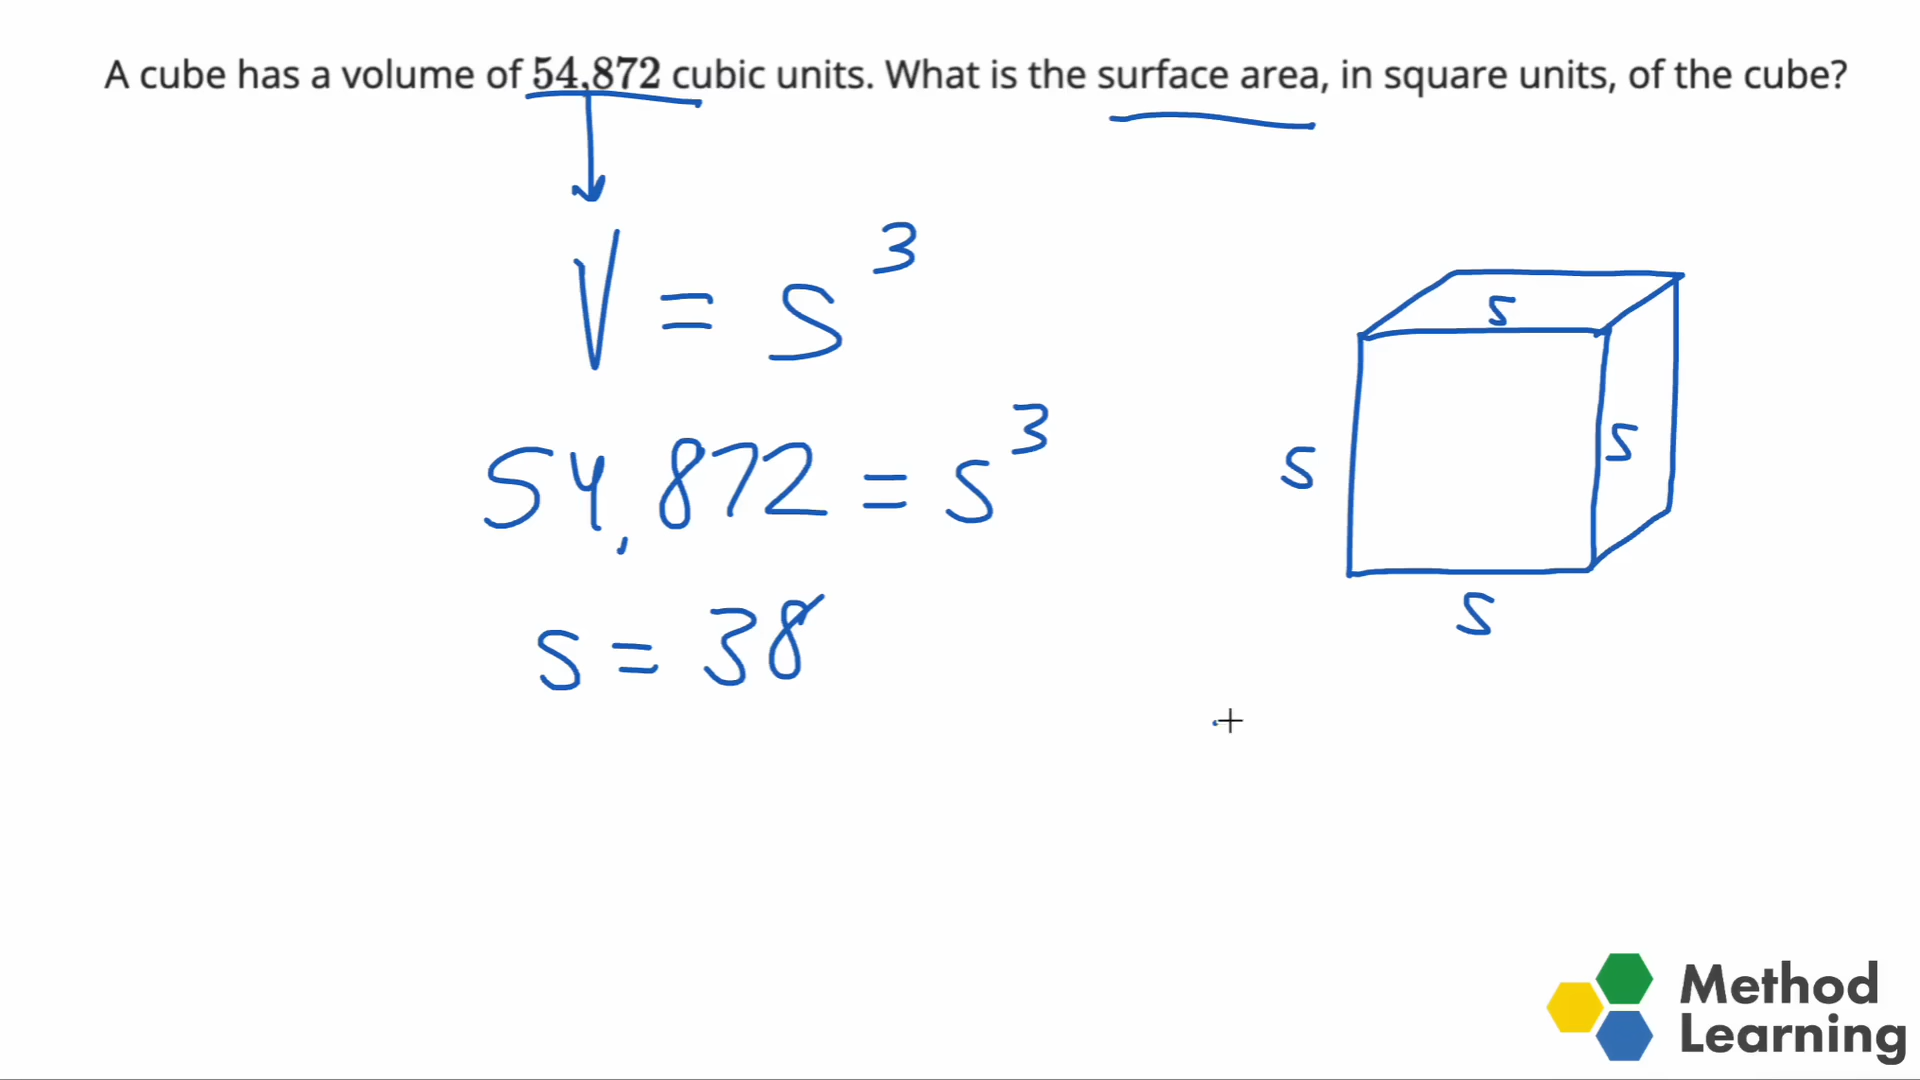 A cube has a volume of 54,872 cubic units. What is the surface area, in square units, of the cube?
V = s³
54,872 = s³
s = 38
s
s
s
s
Method
Learning